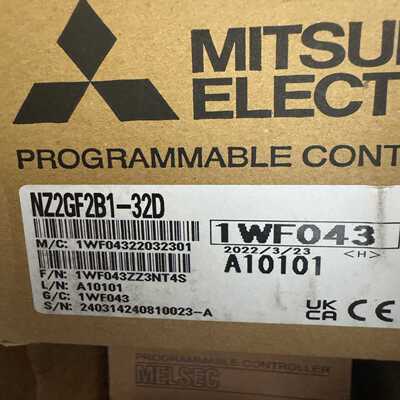 MITSU
ELECT
PROGRAMMABLE CONT
NZ2GF2B1-32D
M/C: 1WF04322032301
1WF043
2022/3/23 <H>
F/N: 1WF043ZZ3NT4S
A10101
L/N: A10101
G/C: 1WF043
S/N: 240314240810023-A
UK CA CE
PROGRAMMABLE CONTROLLER
MELSEC